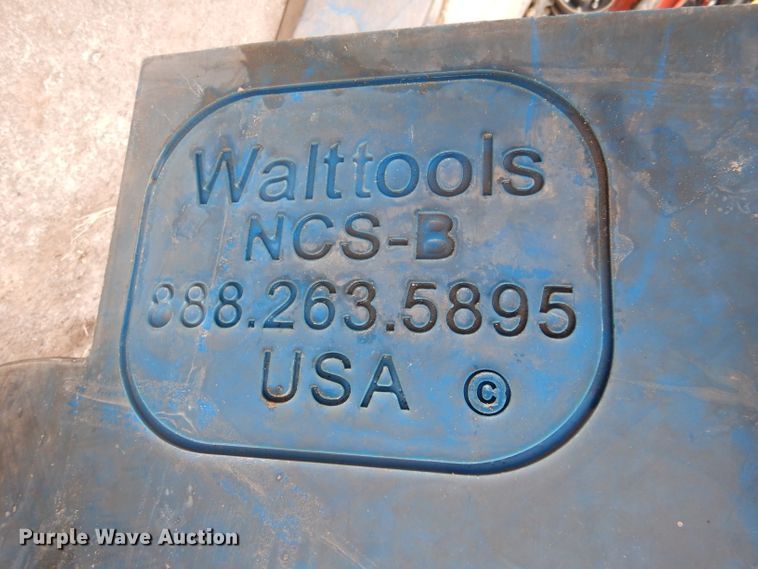 Walttools
NCS-B
888.263.5895
USA ©
Purple Wave Auction